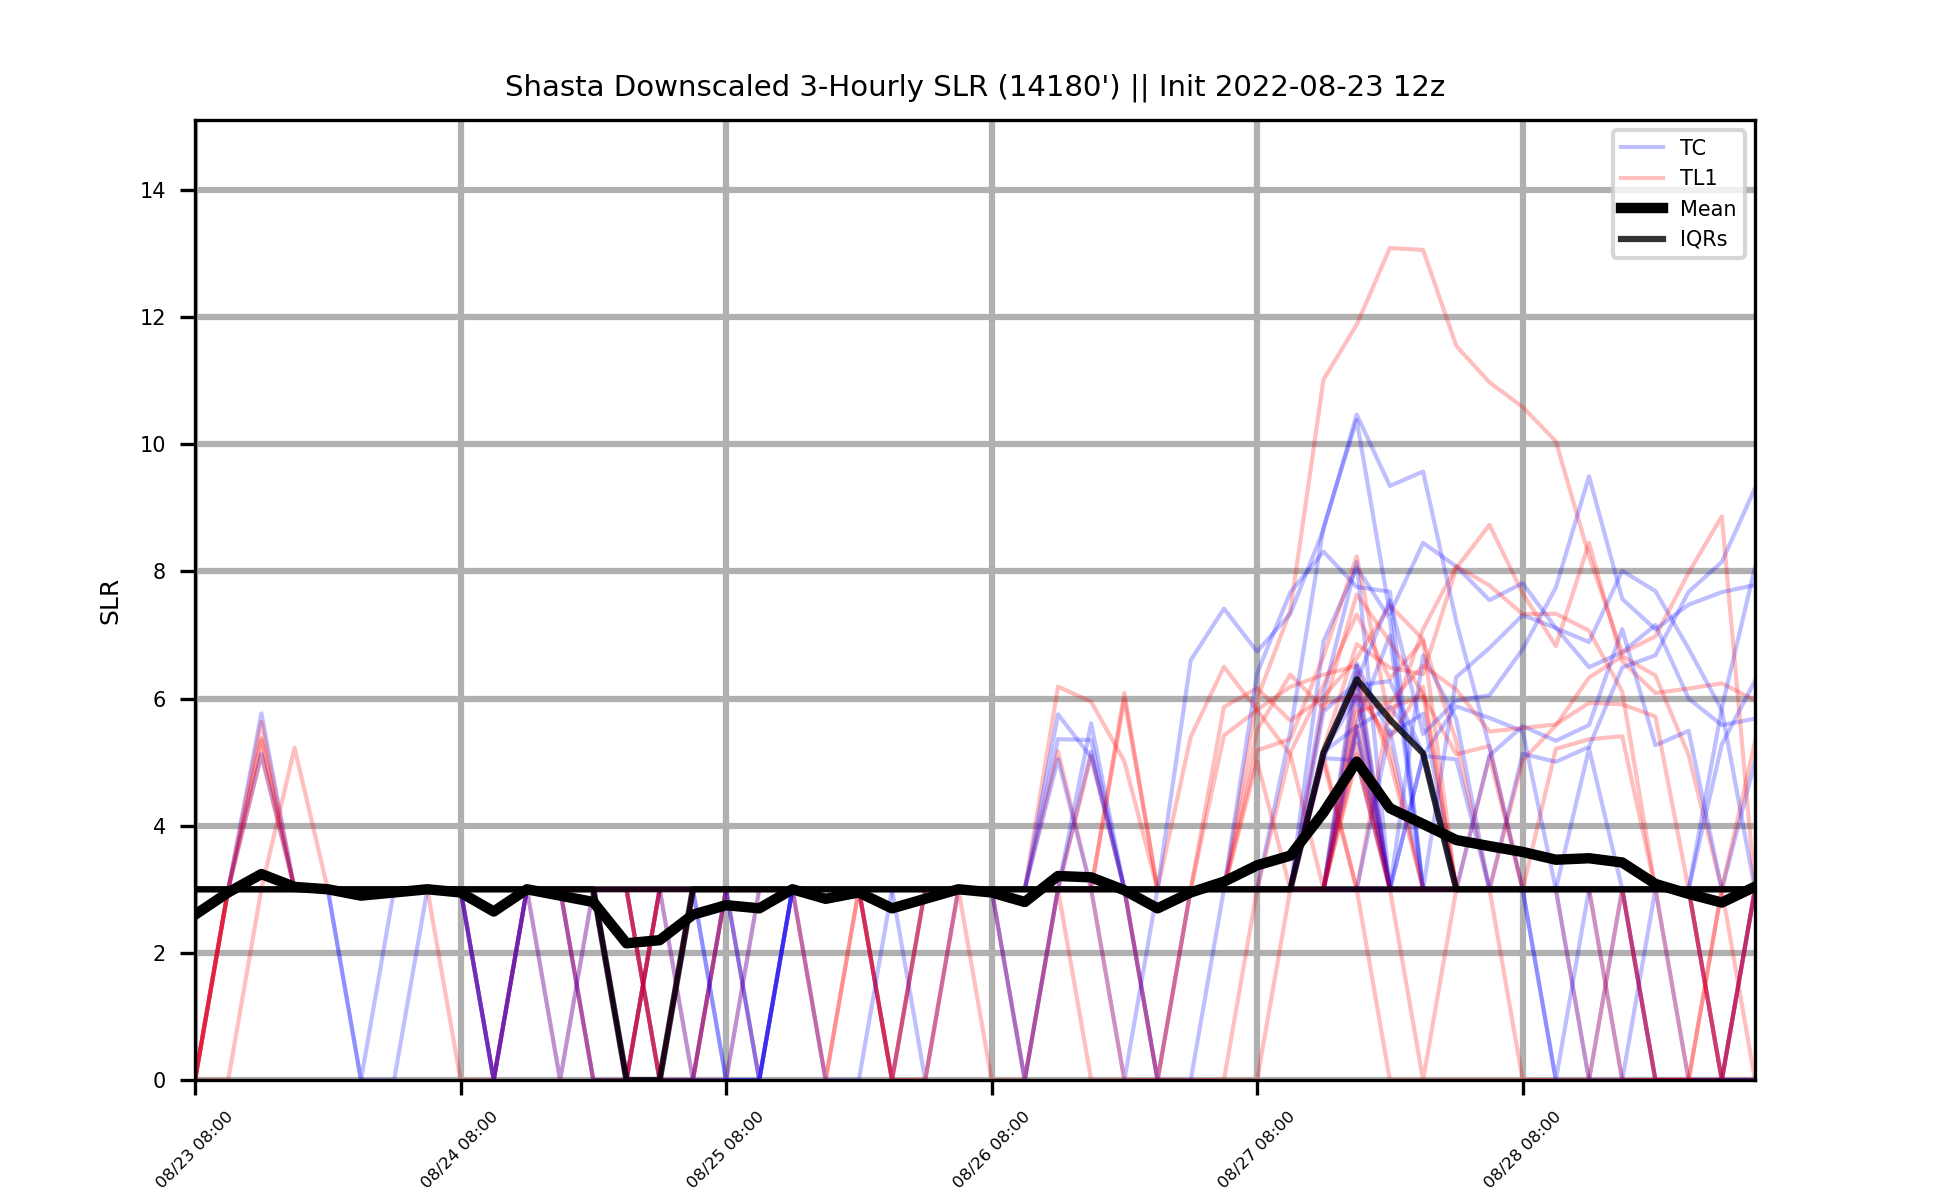 Shasta Downscaled 3-Hourly SLR (14180') || Init 2022-08-23 12z
TC
TL1
Mean
IQRs
14
12
10
8
6
4
2
0
SLR
08/23 08:00
08/24 08:00
08/25 08:00
08/26 08:00
08/27 08:00
08/28 08:00